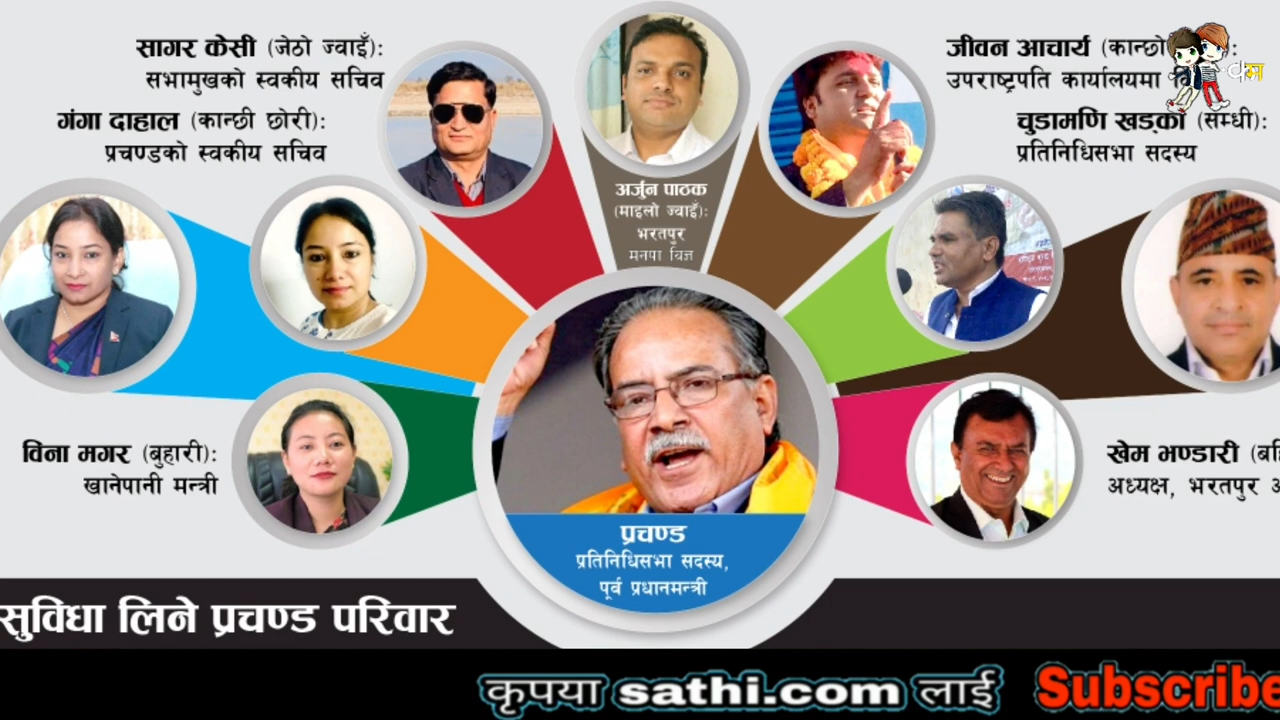 सागर केसी (जेठो ज्वाइँ):
सभामुखको स्वकीय सचिव
गंगा दाहाल (कान्छी छोरी):
प्रचण्डको स्वकीय सचिव
अर्जुन पाठक
(माइलो ज्वाइँ):
भरतपुर
मनपा विज्ञ
जीवन आचार्य
उपराष्ट्रपति कार्यालयमा
चुडामणि खड्का (सम्धी):
प्रतिनिधिसभा सदस्य
विना मगर (बुहारी):
खानेपानी मन्त्री
खेम भण्डारी
अध्यक्ष, भरतपुर
प्रचण्ड
प्रतिनिधिसभा सदस्य,
पूर्व प्रधानमन्त्री
सुविधा लिने प्रचण्ड परिवार
कृपया sathi.com लाई Subscribe